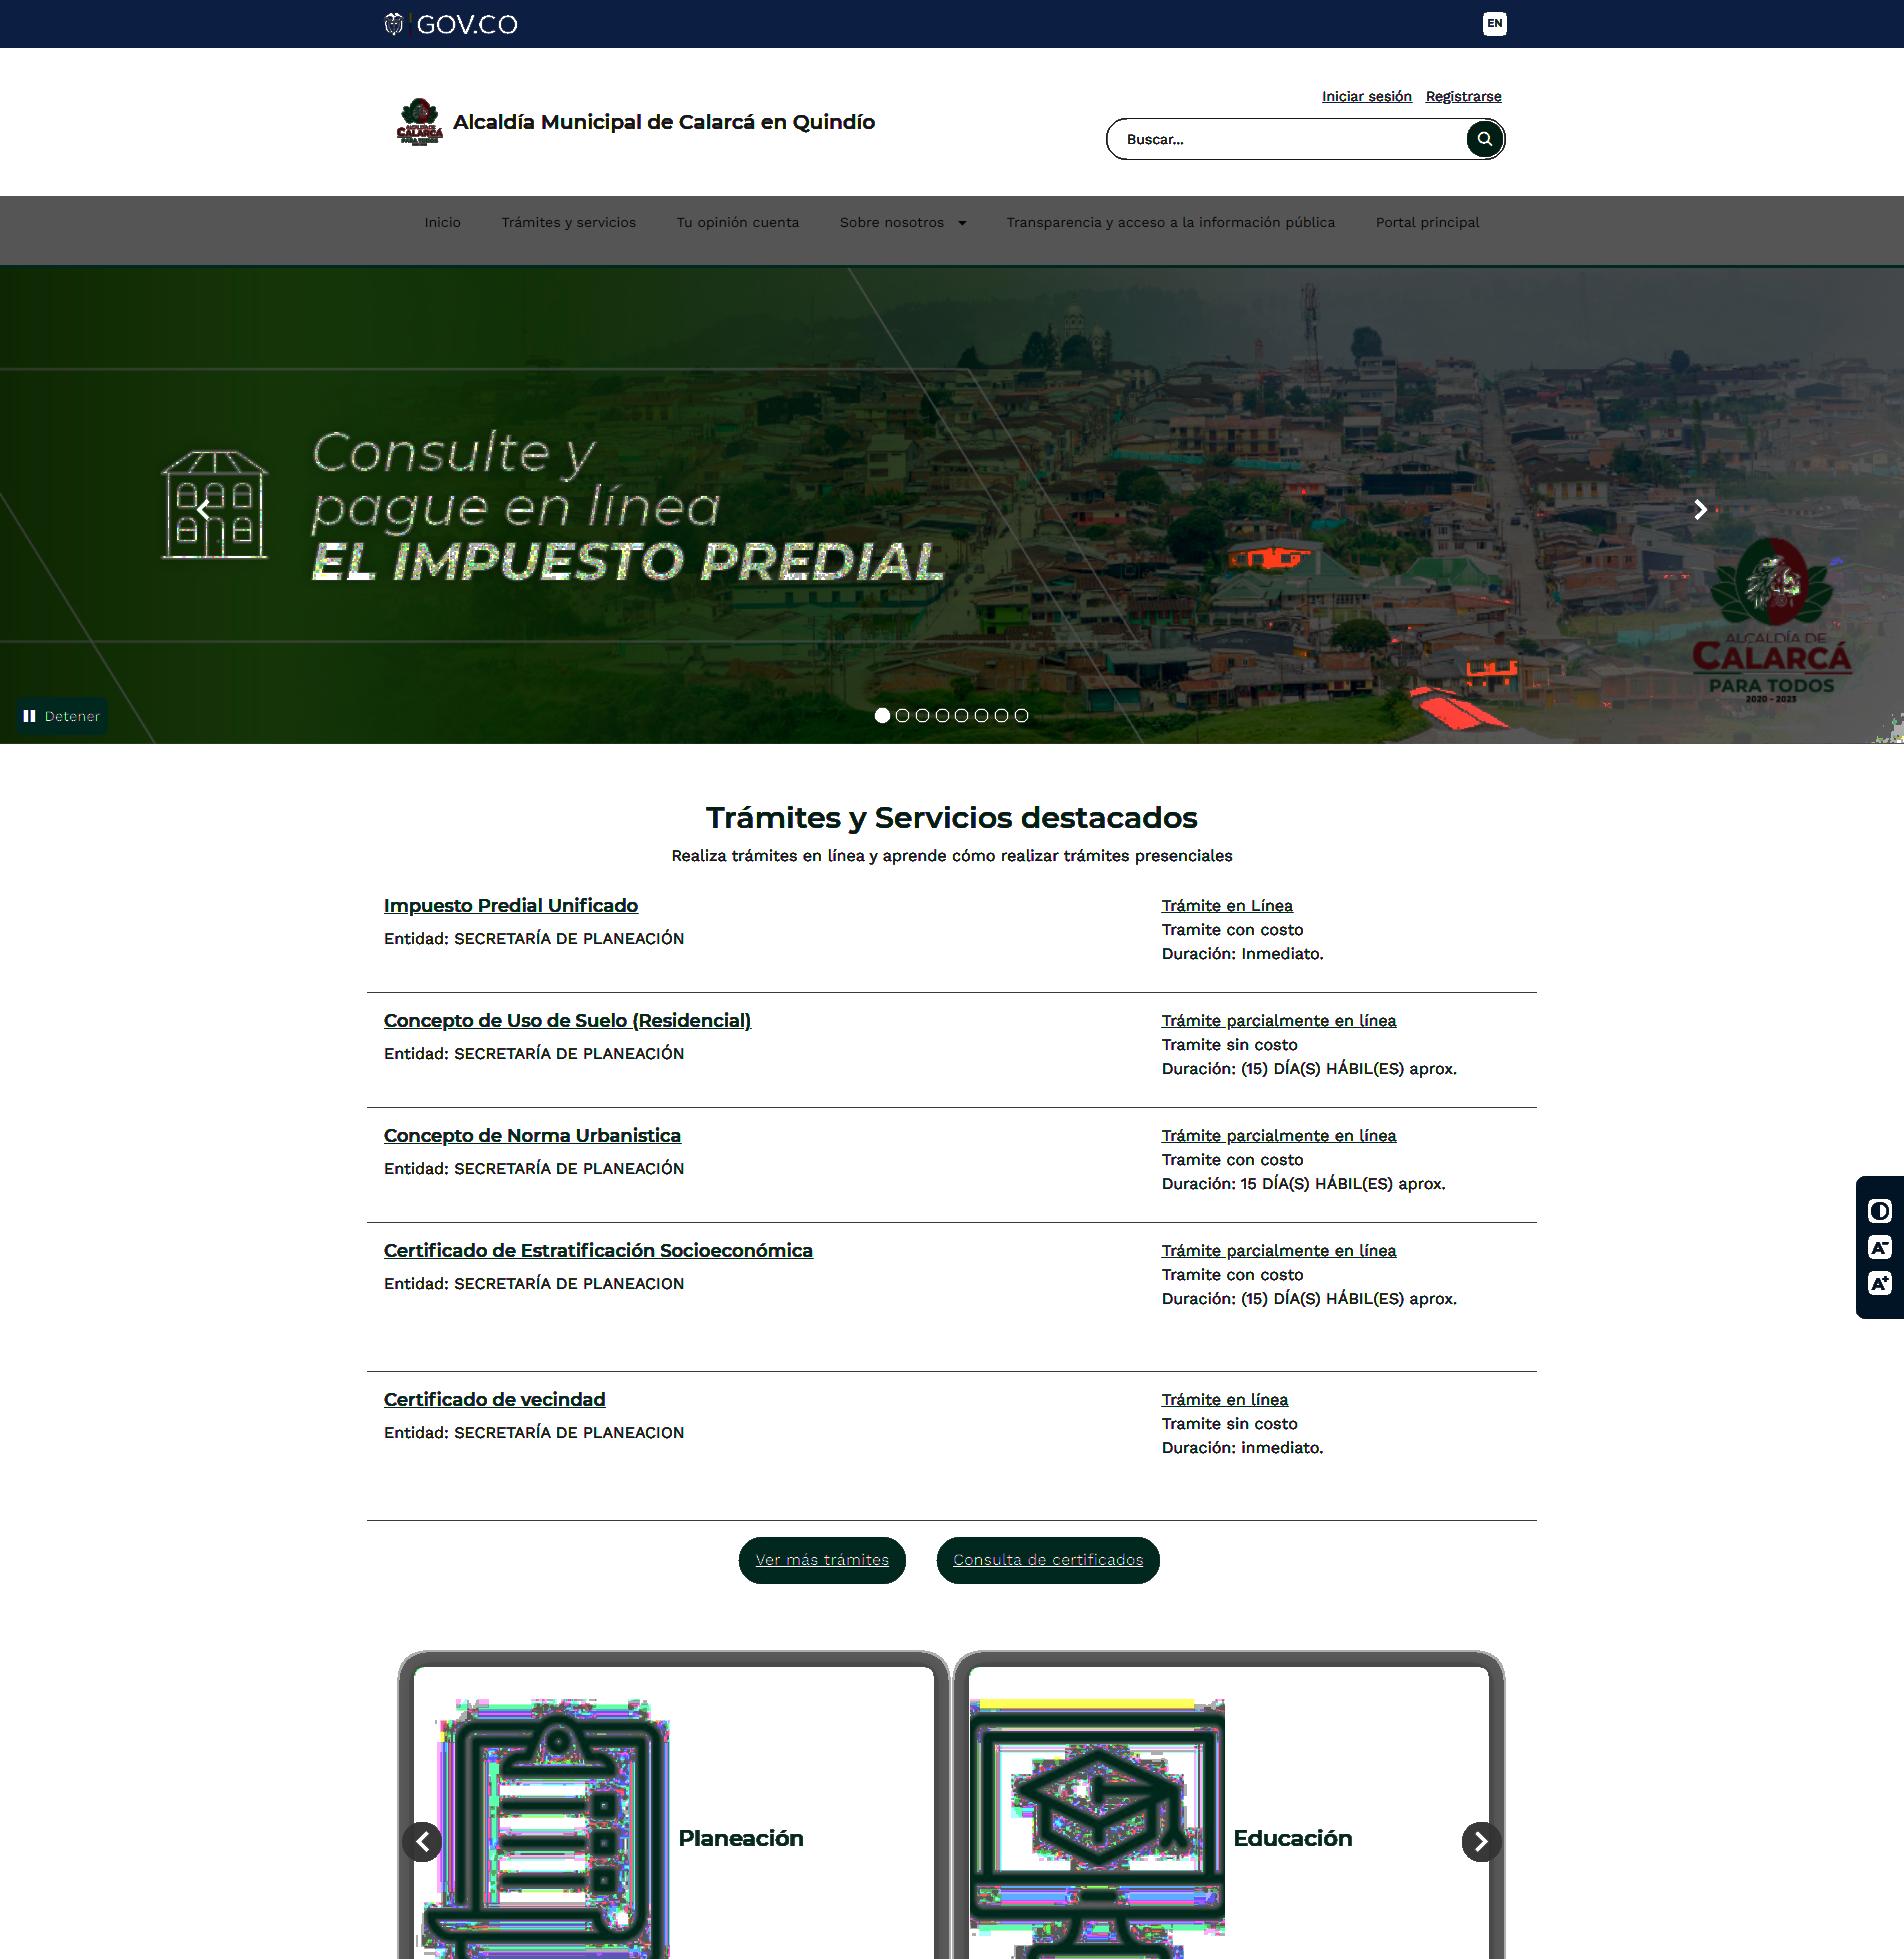 GOV.CO
EN
ALCALDÍA DE
CALARCÁ
PARA TODOS
Alcaldía Municipal de Calarcá en Quindío
Iniciar sesión Registrarse
Buscar...
Inicio Trámites y servicios Tu opinión cuenta Sobre nosotros Transparencia y acceso a la información pública Portal principal
Consulte y
pague en línea
EL IMPUESTO PREDIAL
ALCALDÍA DE
CALARCÁ
PARA TODOS
2020 - 2023
Detener
Trámites y Servicios destacados
Realiza trámites en línea y aprende cómo realizar trámites presenciales
Impuesto Predial Unificado
Entidad: SECRETARÍA DE PLANEACIÓN
Trámite en Línea
Tramite con costo
Duración: Inmediato.
Concepto de Uso de Suelo (Residencial)
Entidad: SECRETARÍA DE PLANEACIÓN
Trámite parcialmente en línea
Tramite sin costo
Duración: (15) DÍA(S) HÁBIL(ES) aprox.
Concepto de Norma Urbanistica
Entidad: SECRETARÍA DE PLANEACIÓN
Trámite parcialmente en línea
Tramite con costo
Duración: 15 DÍA(S) HÁBIL(ES) aprox.
Certificado de Estratificación Socioeconómica
Entidad: SECRETARÍA DE PLANEACION
Trámite parcialmente en línea
Tramite con costo
Duración: (15) DÍA(S) HÁBIL(ES) aprox.
Certificado de vecindad
Entidad: SECRETARÍA DE PLANEACION
Trámite en línea
Tramite sin costo
Duración: inmediato.
A-
A+
Ver más trámites Consulta de certificados
Planeación
Educación